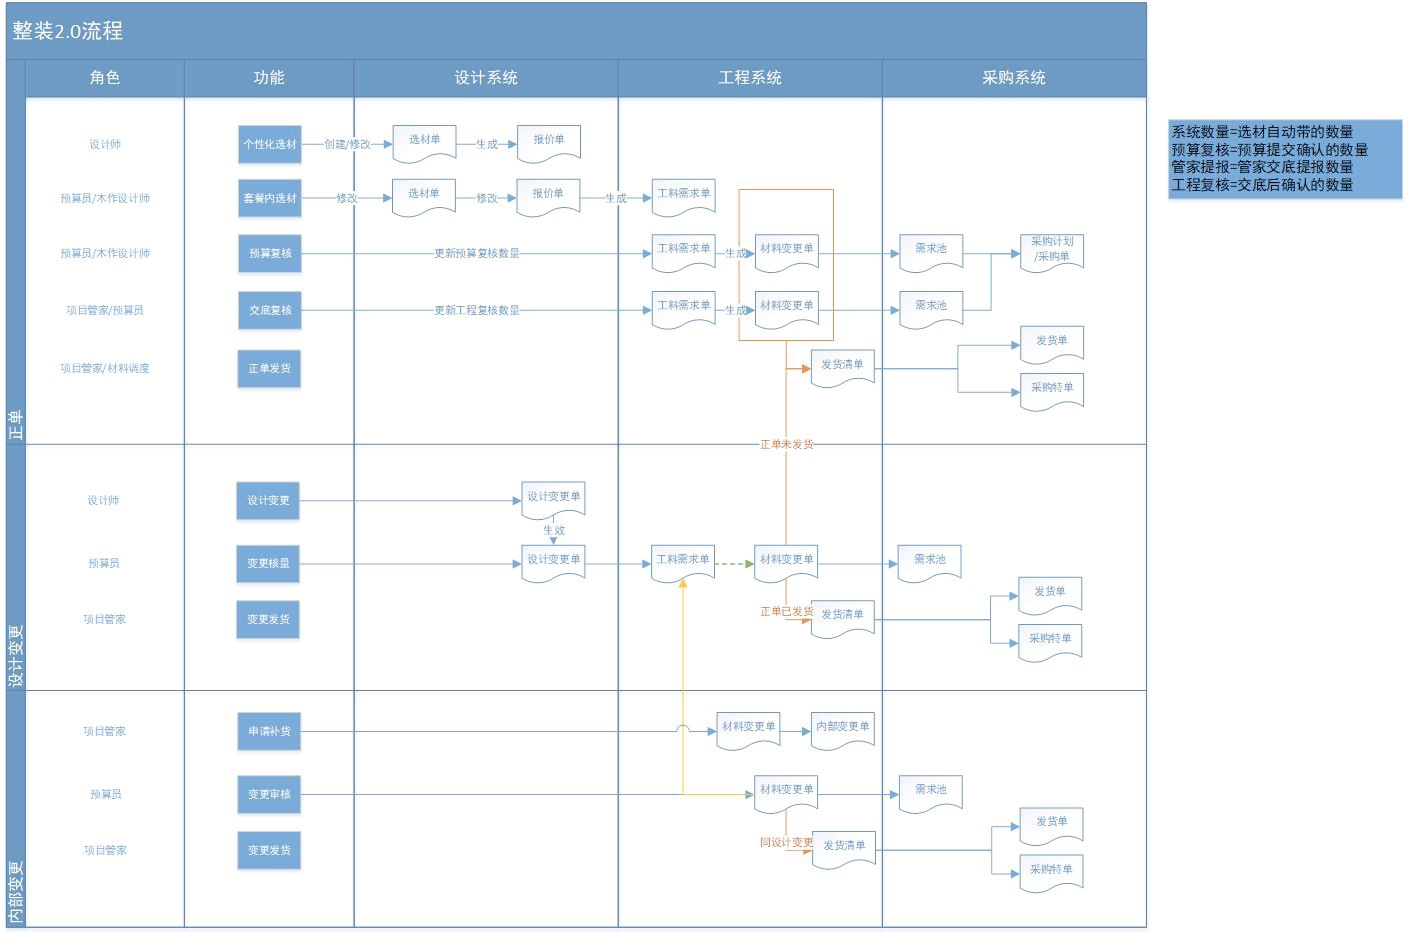 整装2.0流程
角色
功能
设计系统
工程系统
采购系统
正单
设计师
个性化选材
创建/修改
选材单
生成
报价单
预算员/木作设计师
套餐内选材
修改
选材单
修改
报价单
生成
工料需求单
预算员/木作设计师
预算复核
更新预算复核数量
工料需求单
生成
材料变更单
需求池
采购计划
/采购单
项目管家/预算员
交底复核
更新工程复核数量
工料需求单
生成
材料变更单
需求池
项目管家/材料调度
正单发货
发货清单
发货单
采购特单
正单未发货
设计变更
设计师
设计变更
设计变更单
生效
预算员
变更核量
设计变更单
工料需求单
材料变更单
需求池
项目管家
变更发货
正单已发货
发货清单
发货单
采购特单
内部变更
项目管家
申请补货
材料变更单
内部变更单
预算员
变更审核
材料变更单
需求池
项目管家
变更发货
同设计变更
发货清单
发货单
采购特单
系统数量=选材自动带的数量
预算复核=预算提交确认的数量
管家提报=管家交底提报数量
工程复核=交底后确认的数量